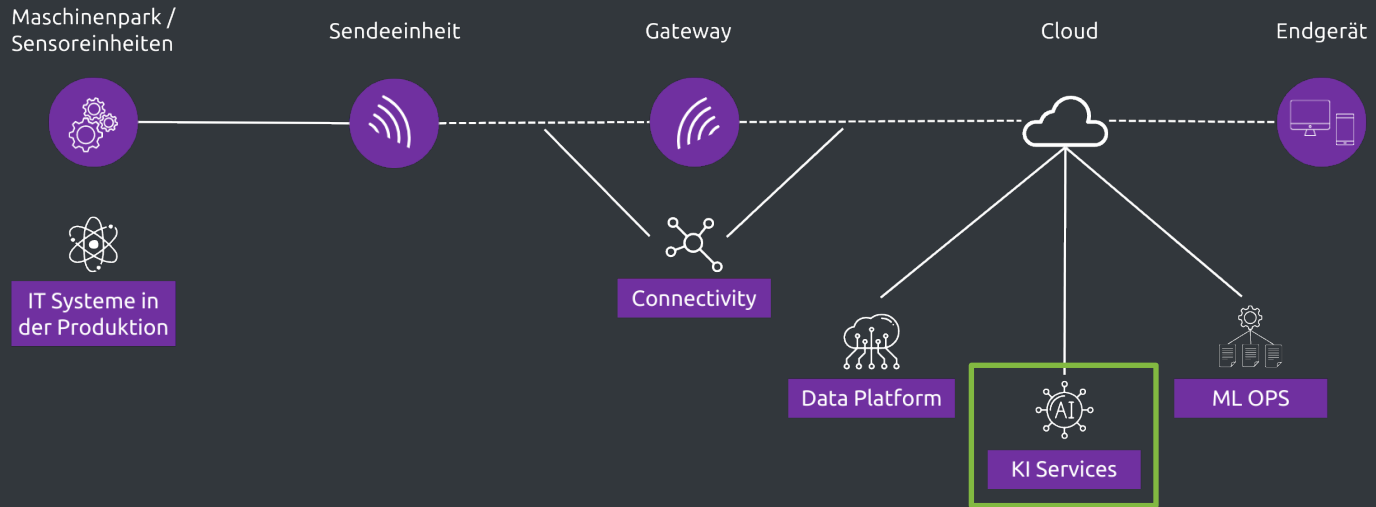 Maschinenpark /
Sensoreinheiten
Sendeeinheit
Gateway
Cloud
Endgerät
IT Systeme in
der Produktion
Connectivity
Data Platform
AI
KI Services
ML OPS